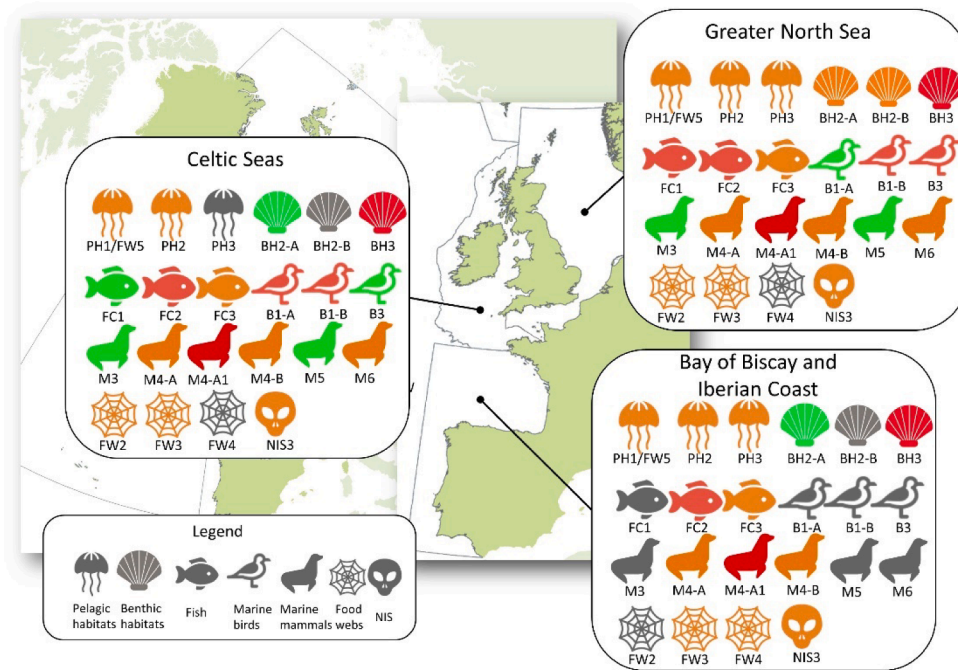 Greater North Sea
PH1/FW5 PH2 PH3 BH2-A BH2-B BH3
FC1 FC2 FC3 B1-A B1-B B3
M3 M4-A M4-A1 M4-B M5 M6
FW2 FW3 FW4 NIS3
Celtic Seas
PH1/FW5 PH2 PH3 BH2-A BH2-B BH3
FC1 FC2 FC3 B1-A B1-B B3
M3 M4-A M4-A1 M4-B M5 M6
FW2 FW3 FW4 NIS3
Bay of Biscay and
Iberian Coast
PH1/FW5 PH2 PH3 BH2-A BH2-B BH3
FC1 FC2 FC3 B1-A B1-B B3
M3 M4-A M4-A1 M4-B M5 M6
FW2 FW3 FW4 NIS3
Legend
Pelagic Benthic Fish Marine Marine Food NIS
habitats habitats birds mammals webs